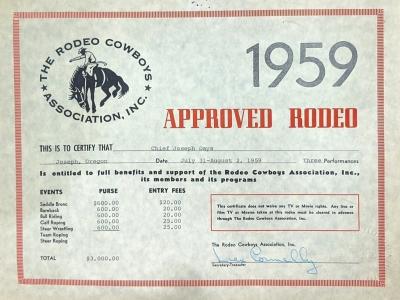 THE RODEO COWBOYS
ASSOCIATION, INC.
1959
APPROVED RODEO
THIS IS TO CERTIFY THAT Chief Joseph Days
Joseph, Oregon Date July 31-August 2, 1959 Three Performances
Is entitled to full benefits and support of the Rodeo Cowboys Association, Inc.,
its members and its programs
EVENTS PURSE ENTRY FEES
Saddle Bronc $600.00 $20.00
Bareback 600.00 20.00
Bull Riding 600.00 20.00
Calf Roping 600.00 25.00
Steer Wrestling 600.00 25.00
Team Roping
Steer Roping
TOTAL $3,000.00
This certificate does not waive any TV or Movie rights. Any live or
film TV or Movies taken at this rodeo must be cleared in advance
through The Rodeo Cowboys Association, Inc.
The Rodeo Cowboys Association, Inc.
Lex Connelly
Secretary-Treasurer